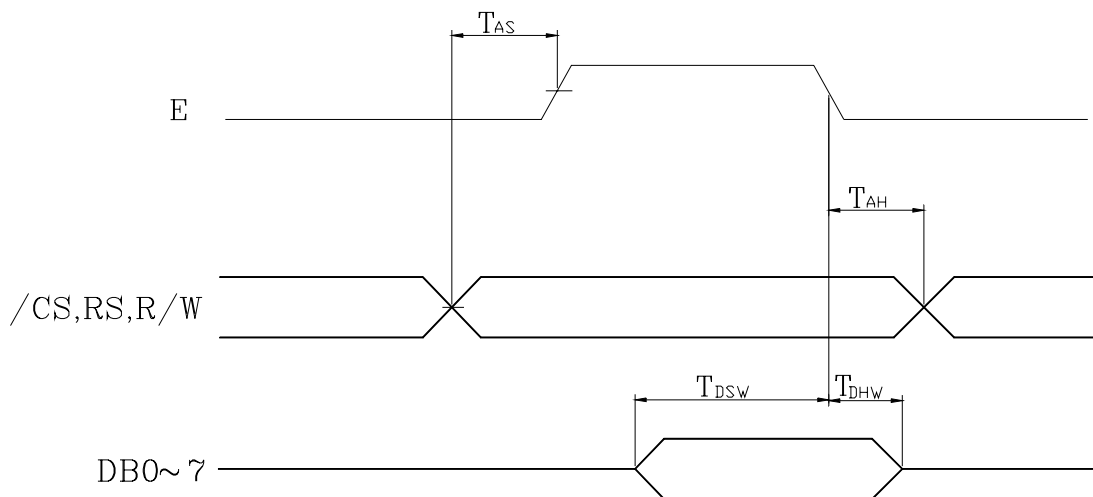 TAS
E
TAH
/CS,RS,R/W
TDSW TDHW
DB0~7